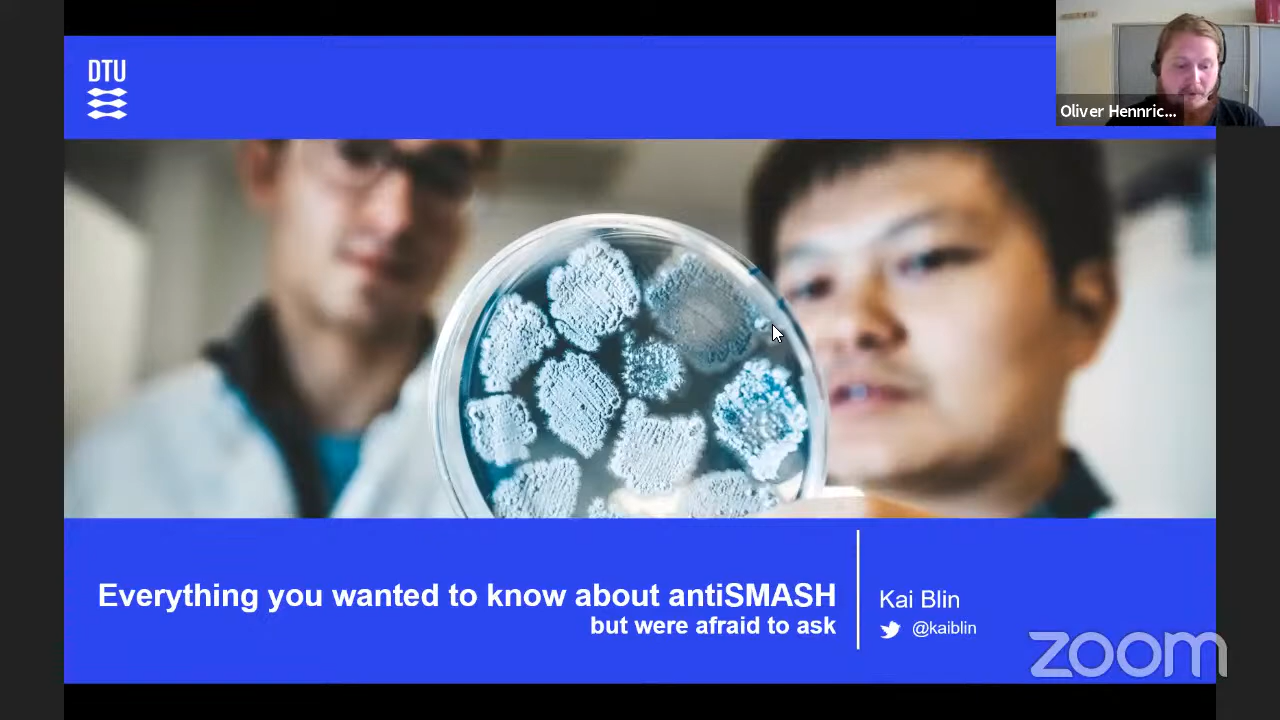 DTU
Oliver Hennric...
Everything you wanted to know about antiSMASH
but were afraid to ask
Kai Blin
@kaiblin
zoom